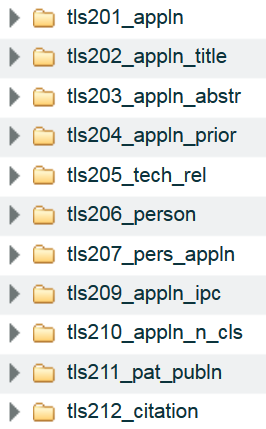 tls201_appln
tls202_appln_title
tls203_appln_abstr
tls204_appln_prior
tls205_tech_rel
tls206_person
tls207_pers_appln
tls209_appln_ipc
tls210_appln_n_cls
tls211_pat_publn
tls212_citation